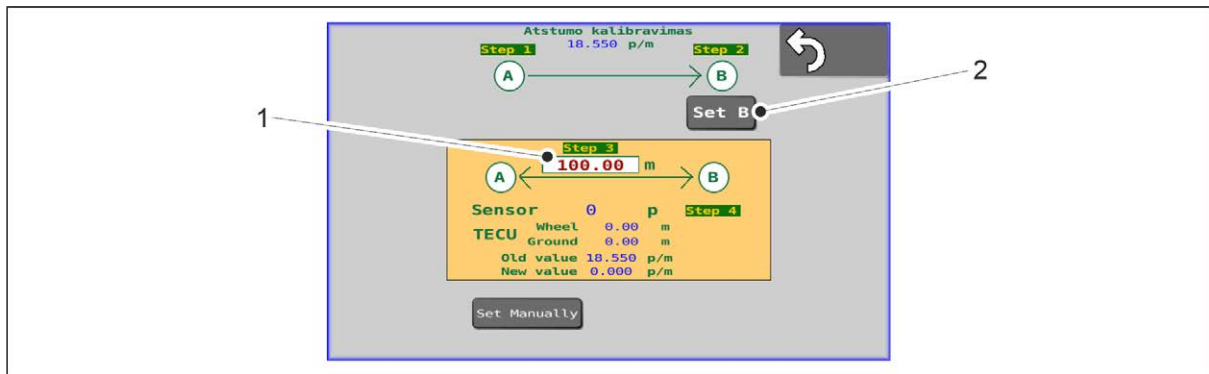 Atstumo kalibravimas
18.550 p/m
Step 1
Step 2
A
B
2
Set B
1
Step 3
100.00 m
A
B
Sensor 0 p Step 4
TECU Wheel 0.00 m
Ground 0.00 m
Old value 18.550 p/m
New value 0.000 p/m
Set Manually